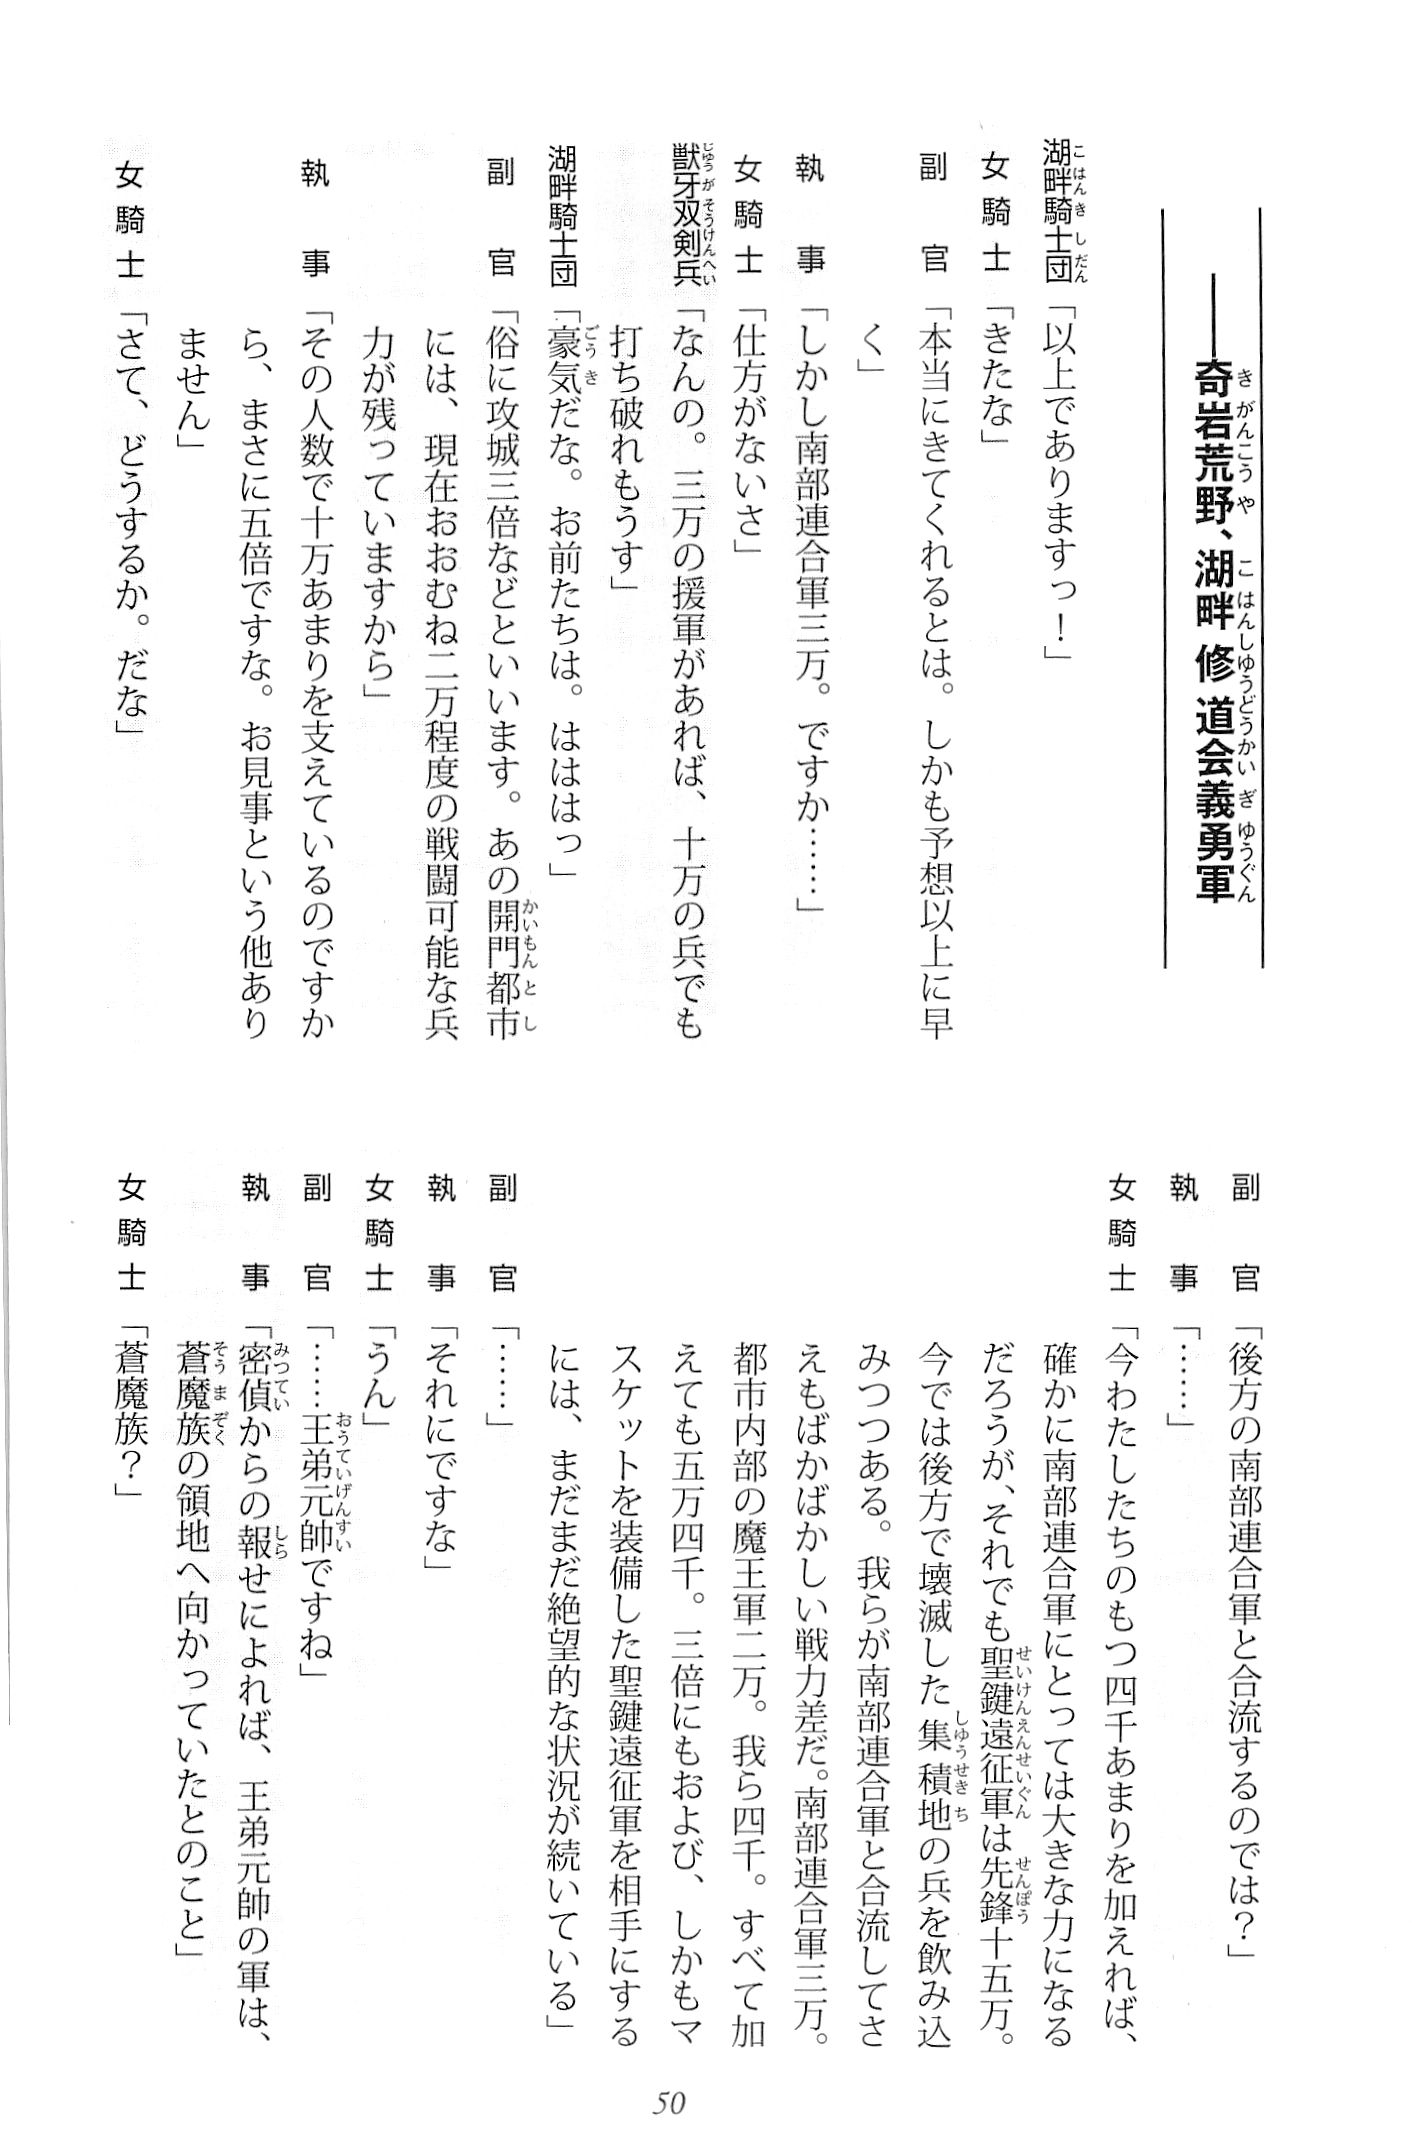 ――奇岩荒野、湖畔修道会義勇軍
湖畔騎士団「以上でありますっ！」
女騎士「きたな」
副官「本当にきてくれるとは。しかも予想以上に早
く」
執事「しかし南部連合軍三万。ですか……」
女騎士「仕方がないさ」
獣牙双剣兵「なんの。三万の援軍があれば、十万の兵でも
打ち破れもうす」
湖畔騎士団「豪気だな。お前たちは。はははっ」
副官「俗に攻城三倍などといいます。あの開門都市
には、現在おおむね二万程度の戦闘可能な兵
力が残っていますから」
執事「その人数で十万あまりを支えているのですか
ら、まさに五倍ですな。お見事という他あり
ません」
女騎士「さて、どうするか。だな」
副官「後方の南部連合軍と合流するのでは？」
執事「……」
女騎士「今わたしたちのもつ四千あまりを加えれば、
確かに南部連合軍にとっては大きな力になる
だろうが、それでも聖鍵遠征軍は先鋒十五万。
今では後方で壊滅した集積地の兵を飲み込
みつつある。我らが南部連合軍と合流してさ
えもばかばかしい戦力差だ。南部連合軍三万。
都市内部の魔王軍二万。我ら四千。すべて加
えても五万四千。三倍にもおよび、しかもマ
スケットを装備した聖鍵遠征軍を相手にする
には、まだまだ絶望的な状況が続いている」
副官「……」
執事「それにですな」
女騎士「うん」
副官「……王弟元帥ですね」
執事「密偵からの報せによれば、王弟元帥の軍は、
蒼魔族の領地へ向かっていたとのこと」
女騎士「蒼魔族？」
50